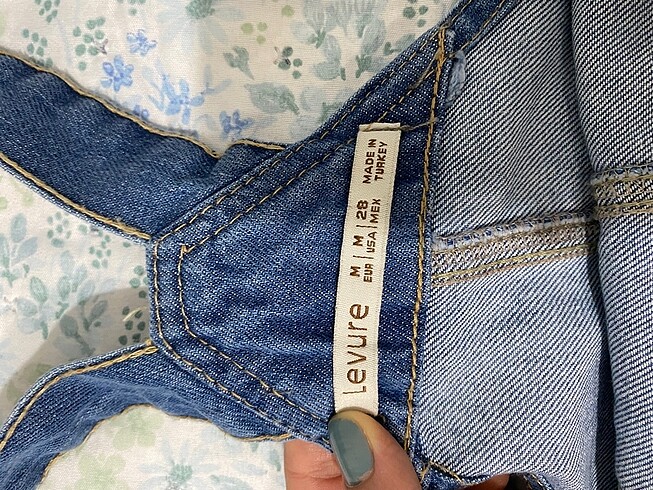 Levure
M | M | 28
EUR | USA | MEX
MADE IN
TURKEY